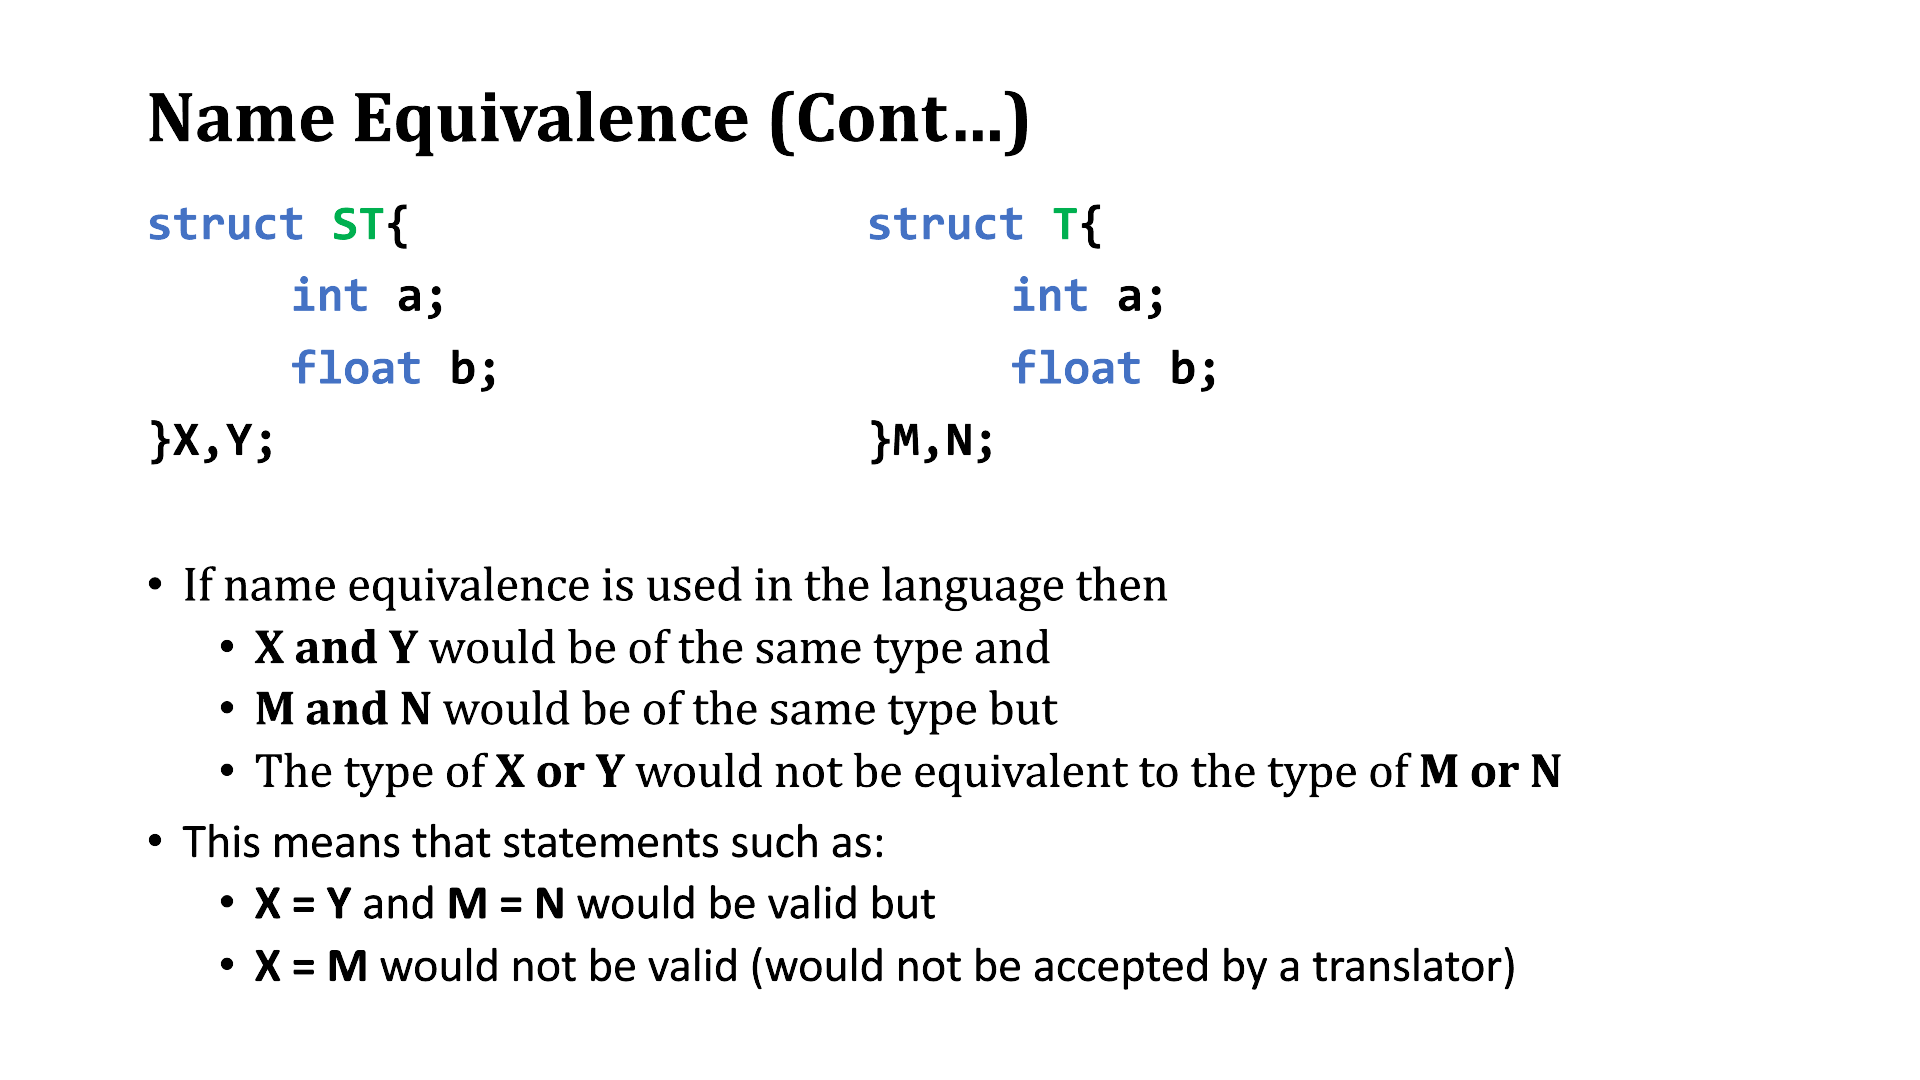 Name Equivalence (Cont…)
struct ST{
int a;
float b;
}X,Y;
struct T{
int a;
float b;
}M,N;
• If name equivalence is used in the language then
• X and Y would be of the same type and
• M and N would be of the same type but
• The type of X or Y would not be equivalent to the type of M or N
• This means that statements such as:
• X = Y and M = N would be valid but
• X = M would not be valid (would not be accepted by a translator)